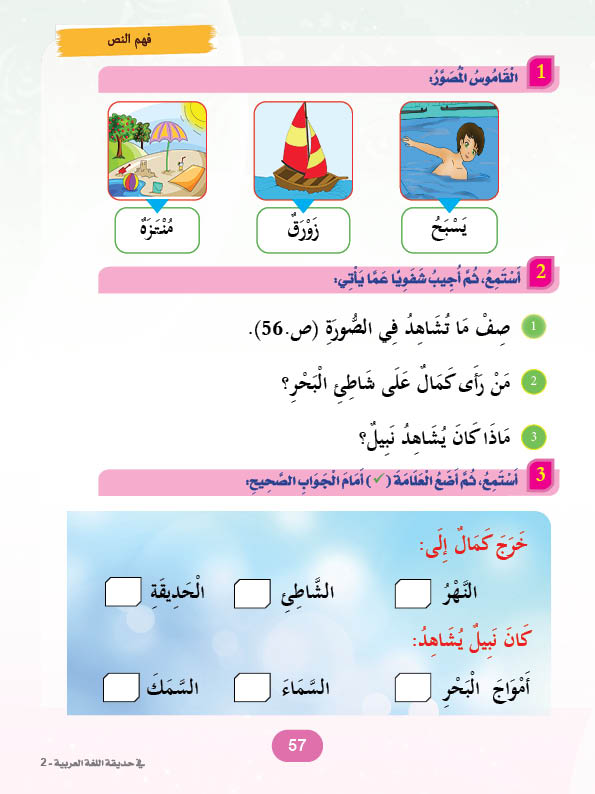 فهم النص
1 الْقَامُوسُ الْمُصَوَّرُ:
يَسْبَحُ زَوْرَقٌ مُنْتَزَهٌ
2 أَسْتَمِعُ، ثُمَّ أُجِيبُ شَفَوِيًا عَمَّا يَأْتِي:
1 صِفْ مَا تُشَاهِدُ فِي الصُّورَةِ (ص.56).
2 مَنْ رَأَى كَمَالٌ عَلَى شَاطِئِ الْبَحْرِ؟
3 مَاذَا كَانَ يُشَاهِدُ نَبِيلٌ؟
3 أَسْتَمِعُ، ثُمَّ أَضَعُ الْعَلَامَةَ (✓) أَمَامَ الْجَوَابِ الصَّحِيحِ:
خَرَجَ كَمَالٌ إِلَى:
النَّهْرُ الشَّاطِئِ الْحَدِيقَةِ
كَانَ نَبِيلٌ يُشَاهِدُ:
أَمْوَاجَ الْبَحْرِ السَّمَاءَ السَّمَكَ
57
في حديقة اللغة العربية - 2